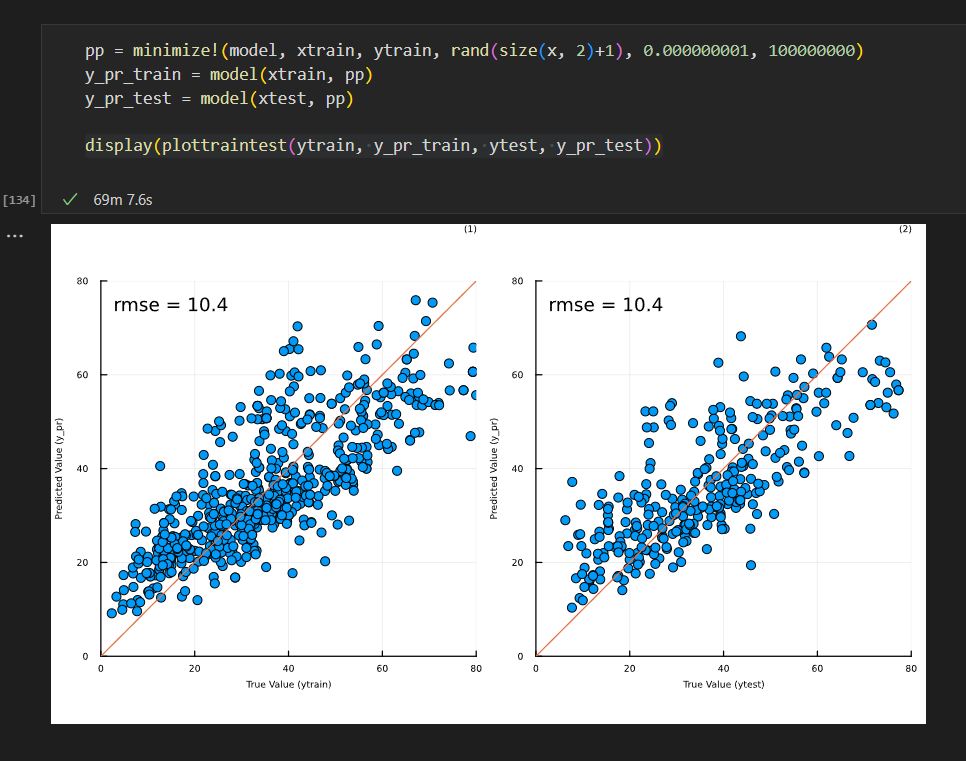 pp = minimize!(model, xtrain, ytrain, rand(size(x, 2)+1), 0.000000001, 100000000)
y_pr_train = model(xtrain, pp)
y_pr_test = model(xtest, pp)
display(plottraintest(ytrain, y_pr_train, ytest, y_pr_test))
[134]
69m 7.6s
...
(1)
rmse = 10.4
Predicted Value (y_pr)
80
60
40
20
0
0 20 40 60 80
True Value (ytrain)
(2)
rmse = 10.4
Predicted Value (y_pr)
80
60
40
20
0
0 20 40 60 80
True Value (ytest)